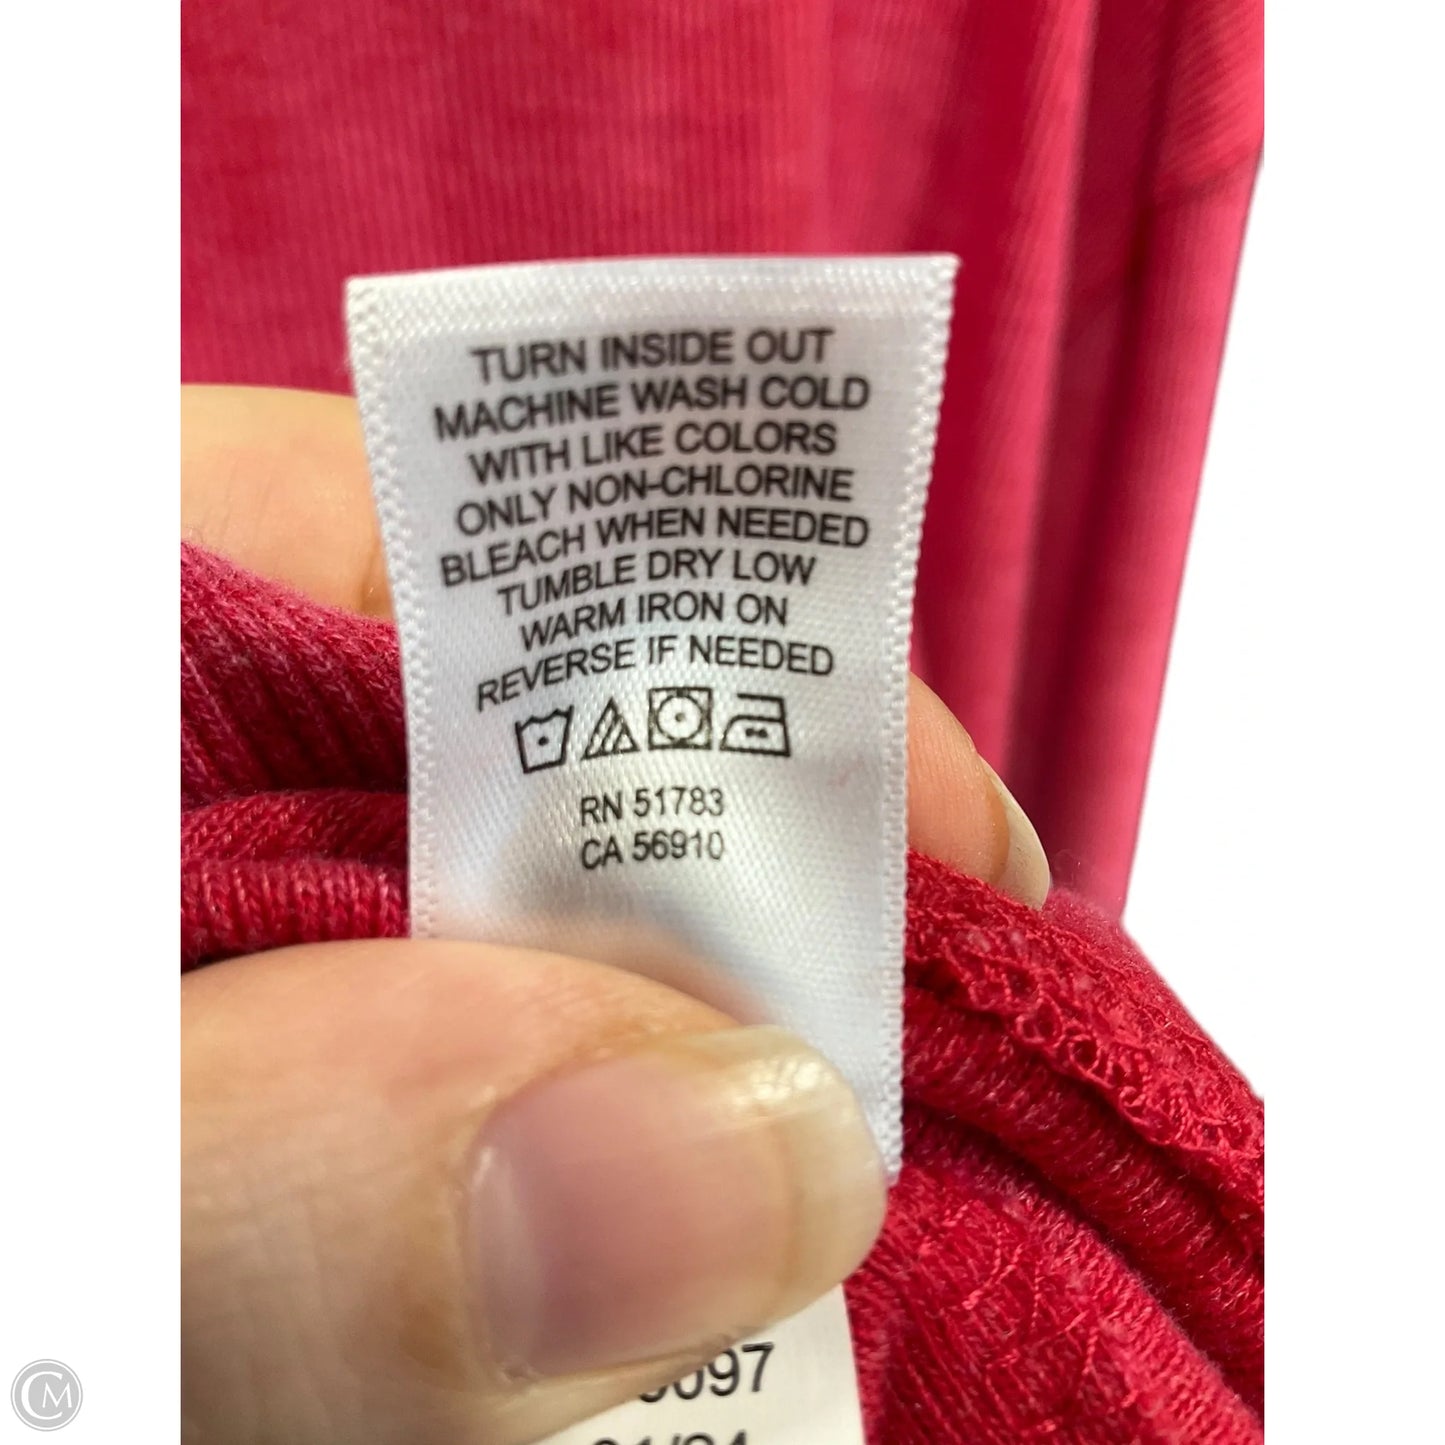 TURN INSIDE OUT
MACHINE WASH COLD
WITH LIKE COLORS
ONLY NON-CHLORINE
BLEACH WHEN NEEDED
TUMBLE DRY LOW
WARM IRON ON
REVERSE IF NEEDED
RN 51783
CA 56910
CM